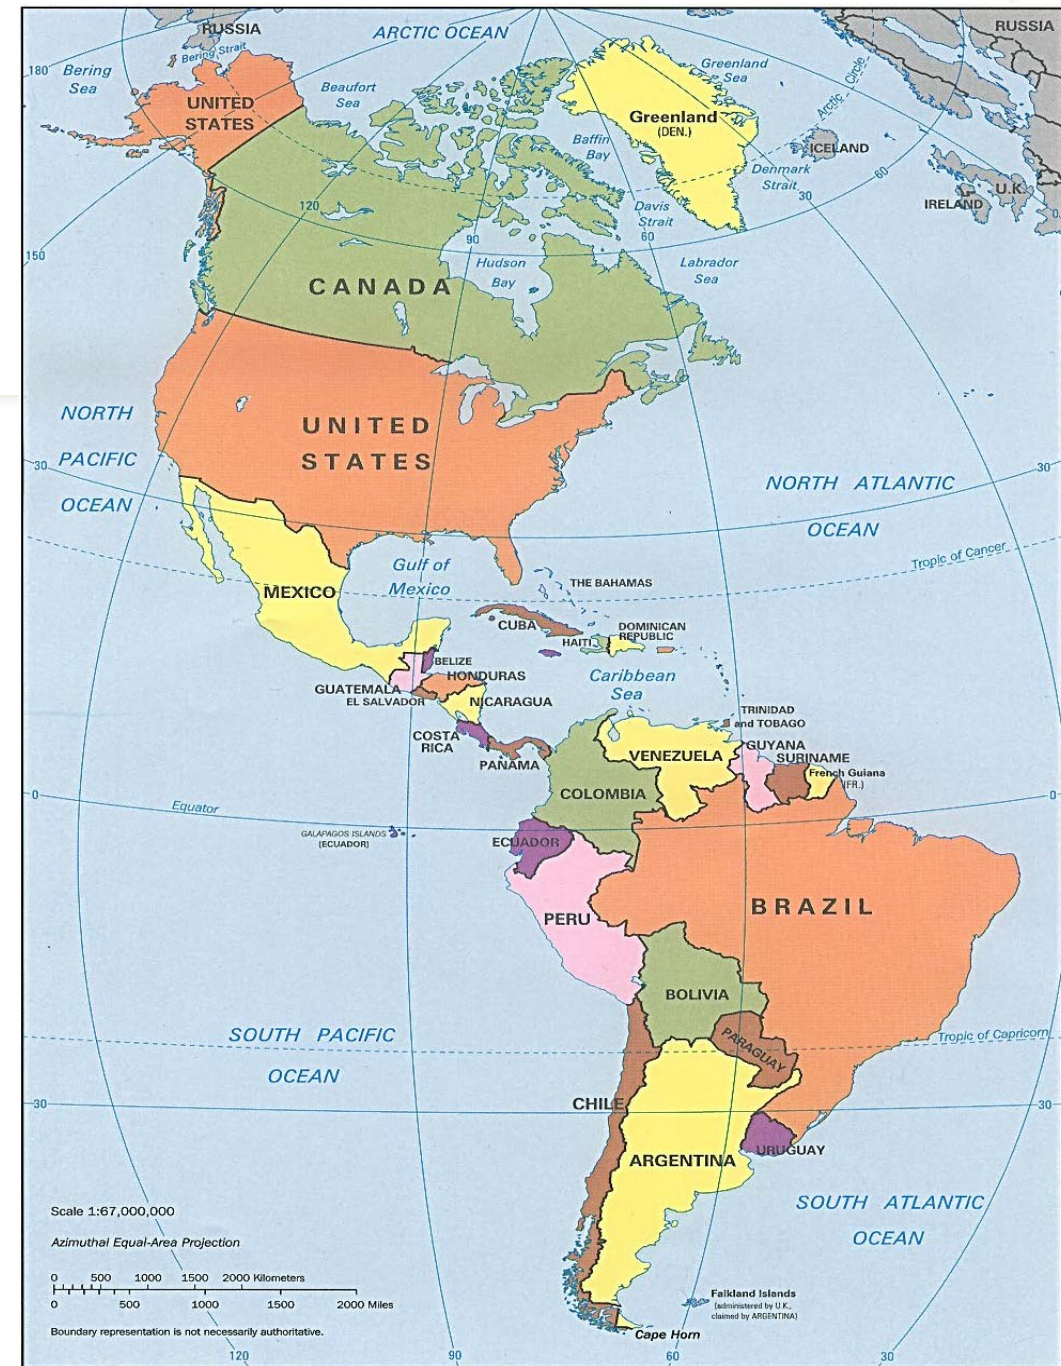 RUSSIA
ARCTIC OCEAN
RUSSIA
Bering Strait
180
Bering
Sea
Beaufort
Sea
Greenland
Sea
UNITED
STATES
Greenland
(DEN.)
Arctic Circle
Baffin
Bay
ICELAND
Denmark
Strait
60
30
U.K.
IRELAND
0
120
Davis
Strait
60
90
150
Hudson
Bay
Labrador
Sea
CANADA
NORTH
PACIFIC
OCEAN
UNITED
STATES
30
30
NORTH ATLANTIC
OCEAN
Tropic of Cancer
Gulf of
Mexico
MEXICO
THE BAHAMAS
CUBA
HAITI
DOMINICAN
REPUBLIC
BELIZE
HONDURAS
GUATEMALA
EL SALVADOR
NICARAGUA
Caribbean
Sea
COSTA
RICA
PANAMA
TRINIDAD
and TOBAGO
VENEZUELA
GUYANA
SURINAME
French Guiana
(FR.)
COLOMBIA
0
Equator
0
GALAPAGOS ISLANDS
(ECUADOR)
ECUADOR
PERU
BRAZIL
BOLIVIA
SOUTH PACIFIC
OCEAN
PARAGUAY
Tropic of Capricorn
30
CHILE
30
ARGENTINA
URUGUAY
SOUTH ATLANTIC
OCEAN
Scale 1:67,000,000
Azimuthal Equal-Area Projection
0 500 1000 1500 2000 Kilometers
0 500 1000 1500 2000 Miles
Boundary representation is not necessarily authoritative.
Falkland Islands
(administered by U.K.,
claimed by ARGENTINA)
Cape Horn
120
90
60
30